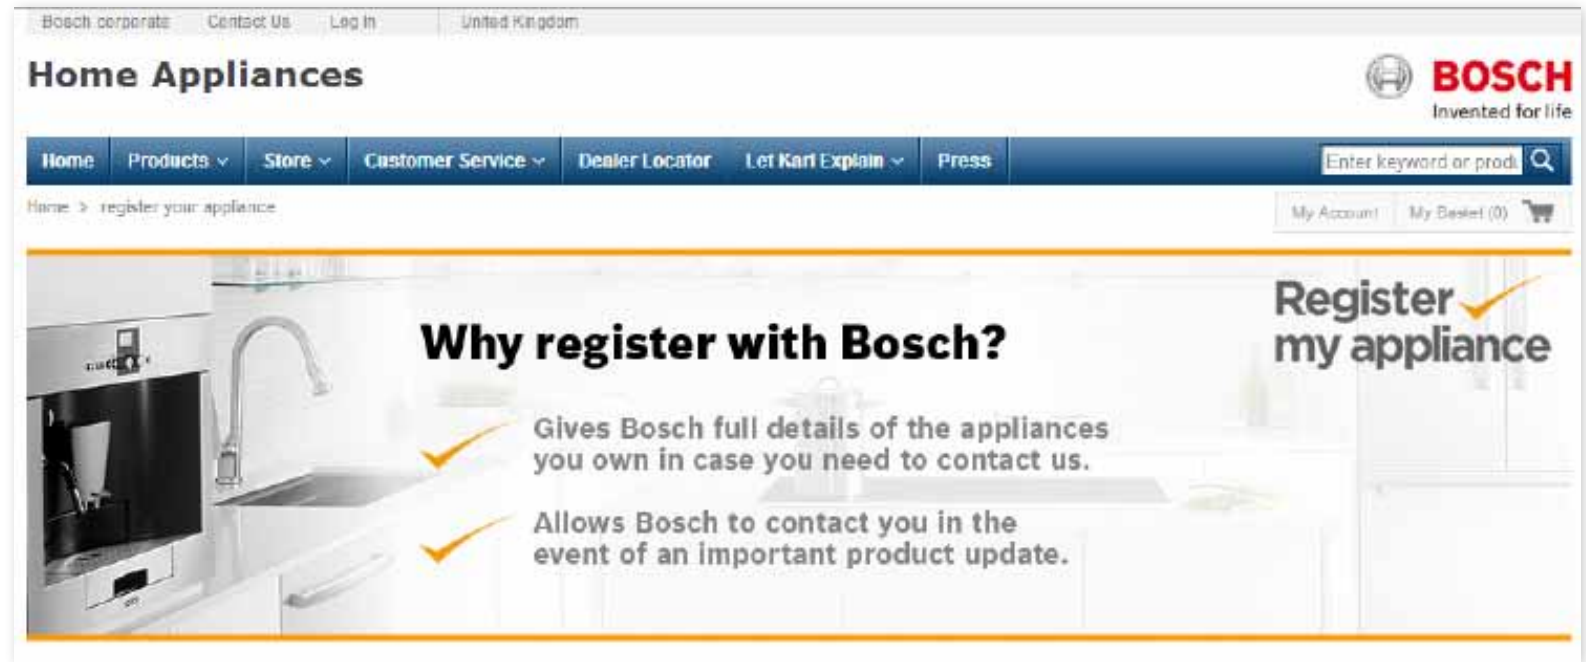 Bosch corporate Contact Us Log In United Kingdom
Home Appliances
BOSCH
Invented for life
Home Products Store Customer Service Dealer Locator Let Karl Explain Press Enter keyword or produ
Home > register your appliance
My Account My Basket (0)
Register
my appliance
Why register with Bosch?
Gives Bosch full details of the appliances
you own in case you need to contact us.
Allows Bosch to contact you in the
event of an important product update.